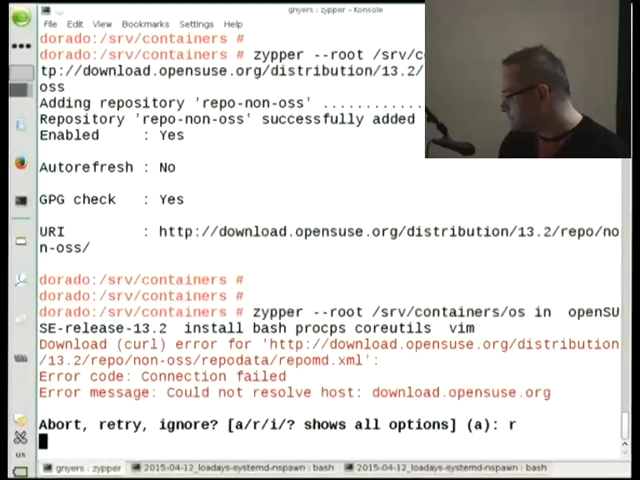 gnyers : zypper - Konsole
File Edit View Bookmarks Settings Help
dorado:/srv/containers #
dorado:/srv/containers # zypper --root /srv/c
tp://download.opensuse.org/distribution/13.2/
oss
Adding repository 'repo-non-oss' ............
Repository 'repo-non-oss' successfully added
Enabled : Yes
Autorefresh : No
GPG check : Yes
URI : http://download.opensuse.org/distribution/13.2/repo/no
n-oss/
dorado:/srv/containers #
dorado:/srv/containers #
dorado:/srv/containers # zypper --root /srv/containers/os in openSU
SE-release-13.2 install bash procps coreutils vim
Download (curl) error for 'http://download.opensuse.org/distribution
/13.2/repo/non-oss/repodata/repomd.xml':
Error code: Connection failed
Error message: Could not resolve host: download.opensuse.org
Abort, retry, ignore? [a/r/i/? shows all options] (a): r
us
gnyers : zypper 2015-04-12_loadays-systemd-nspawn : bash 2015-04-12_loadays-systemd-nspawn : bash